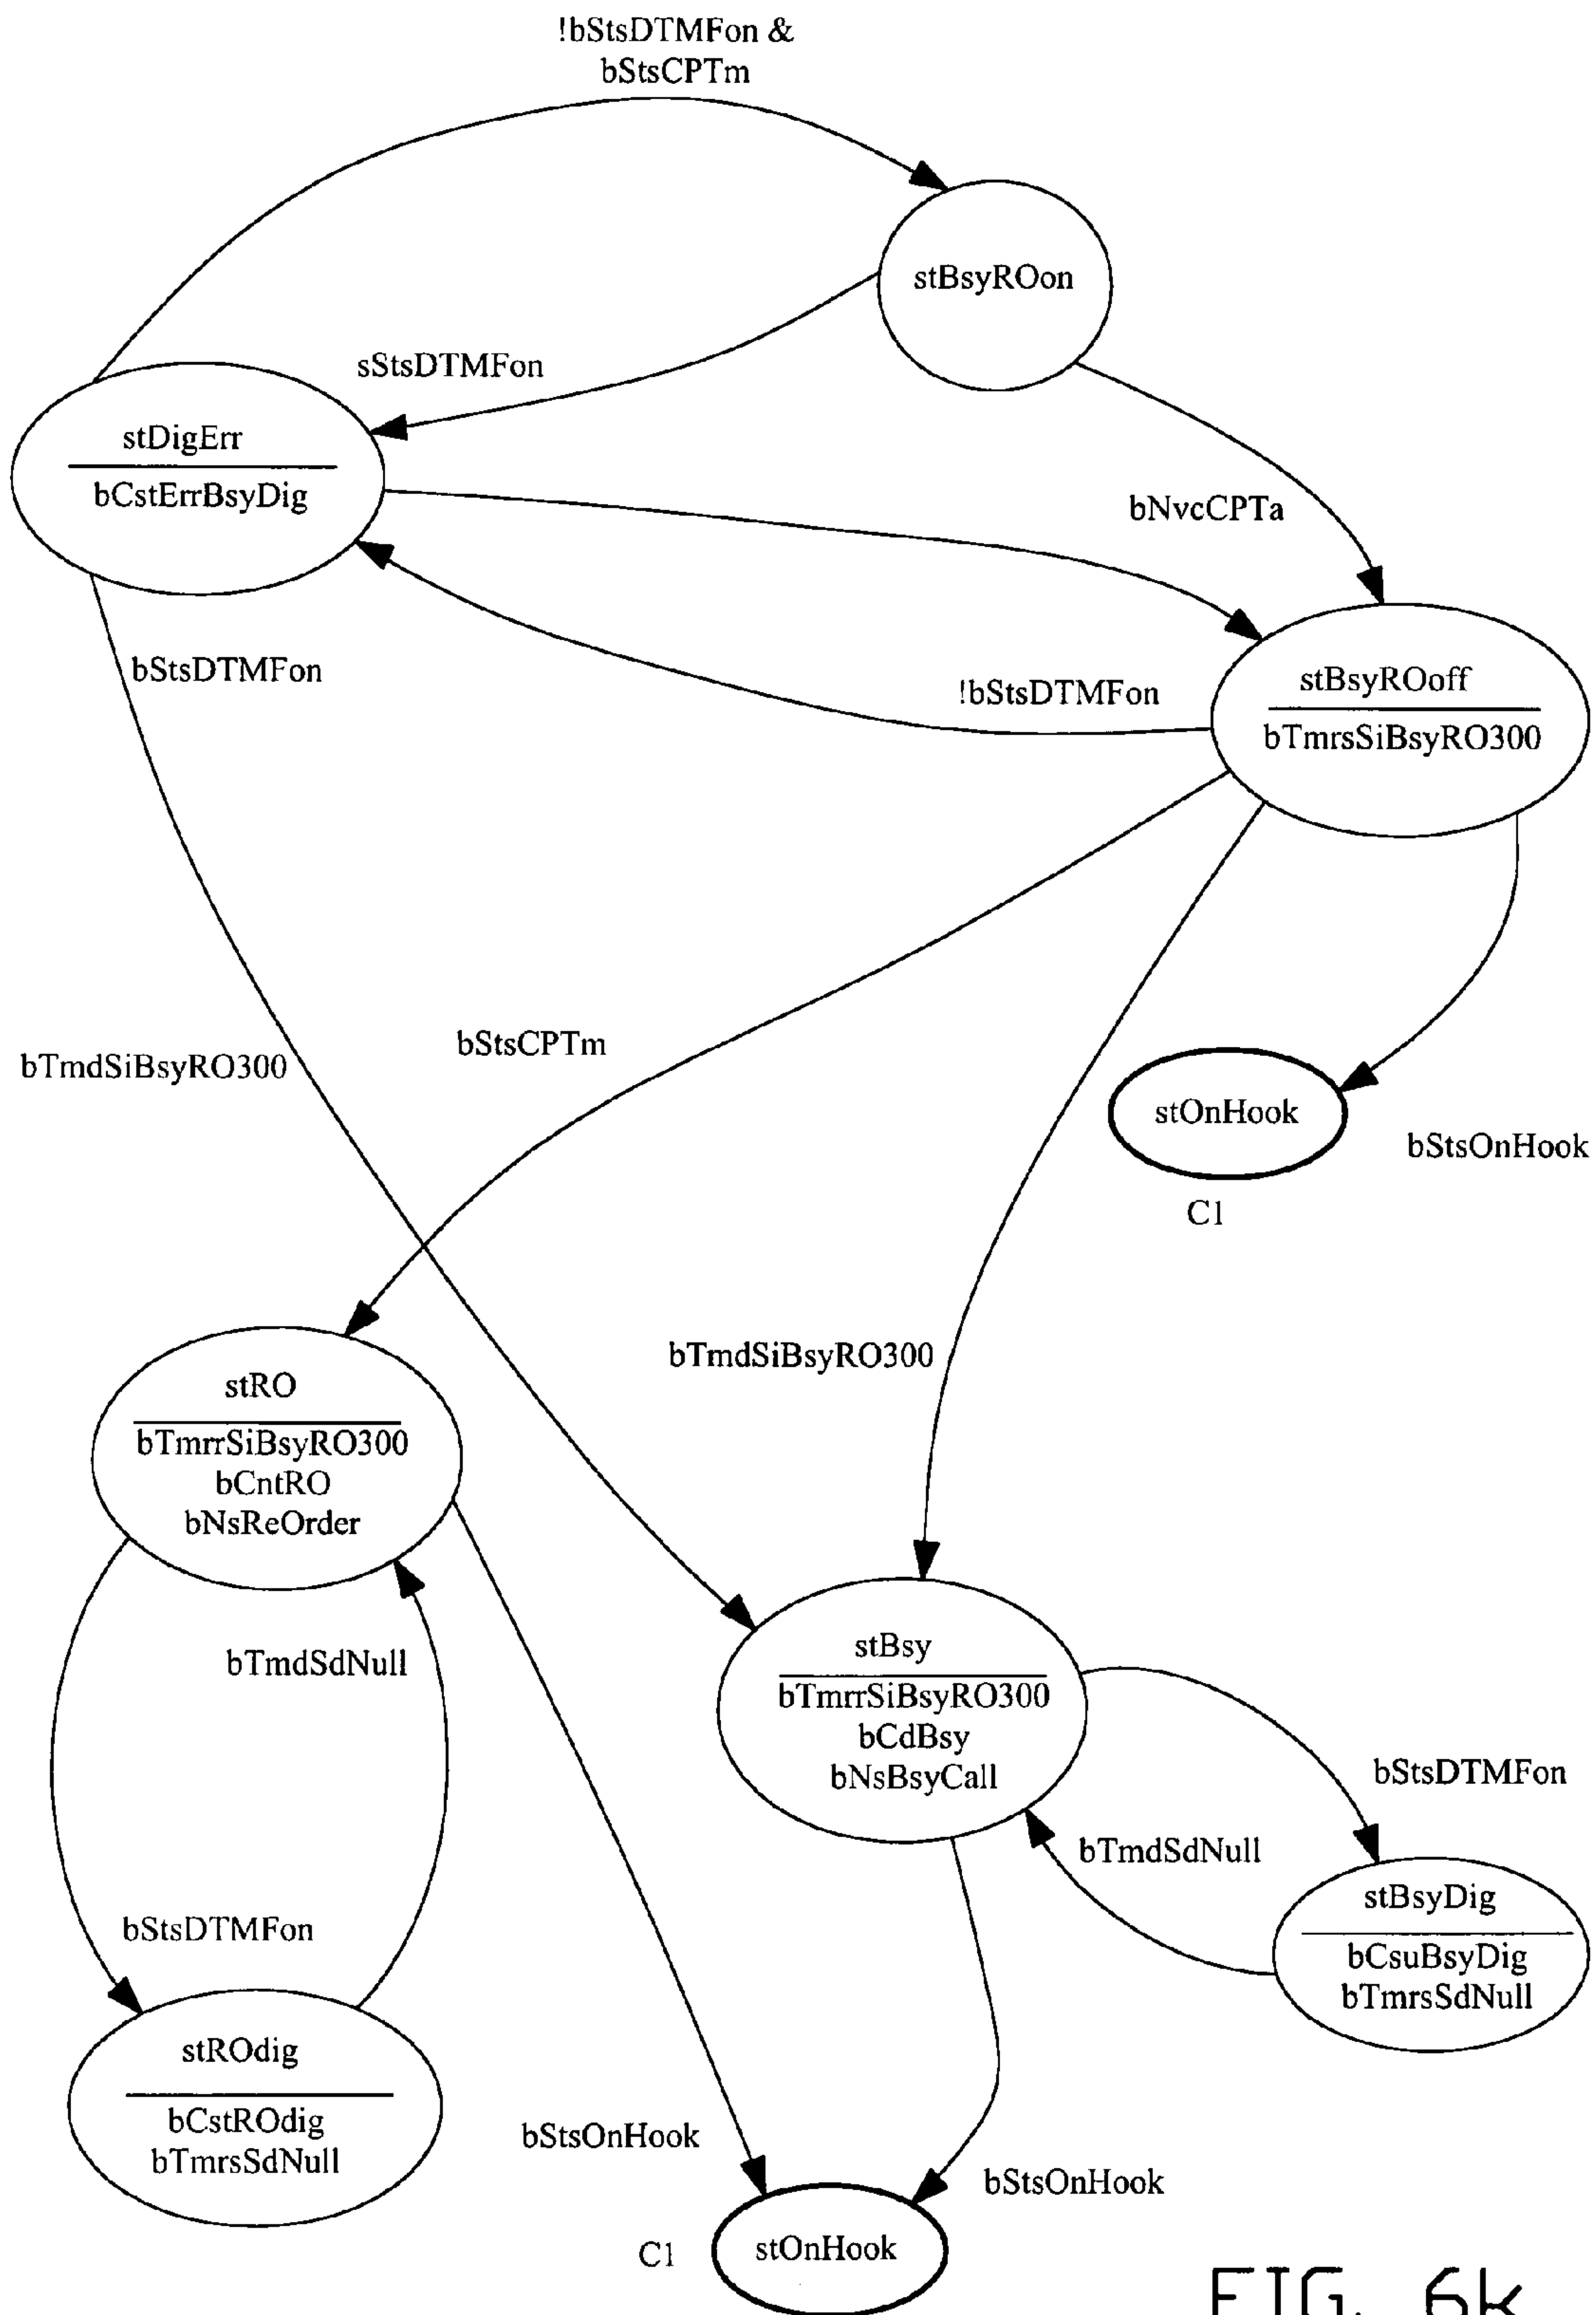 !bStsDTMFon &
bStsCPTm
stBsyROon
sStsDTMFon
stDigErr
bCstErrBsyDig
bNvcCPTa
bStsDTMFon
!bStsDTMFon
stBsyROoff
bTmrsSiBsyRO300
bStsCPTm
bTmdSiBsyRO300
stOnHook
bStsOnHook
C1
bTmdSiBsyRO300
stRO
bTmrrSiBsyRO300
bCntRO
bNsReOrder
bTmdSdNull
stBsy
bTmrrSiBsyRO300
bCdBsy
bNsBsyCall
bStsDTMFon
bTmdSdNull
stBsyDig
bCsuBsyDig
bTmrsSdNull
bStsDTMFon
stROdig
bCstROdig
bTmrsSdNull
bStsOnHook
bStsOnHook
C1
stOnHook
FIG. 6k